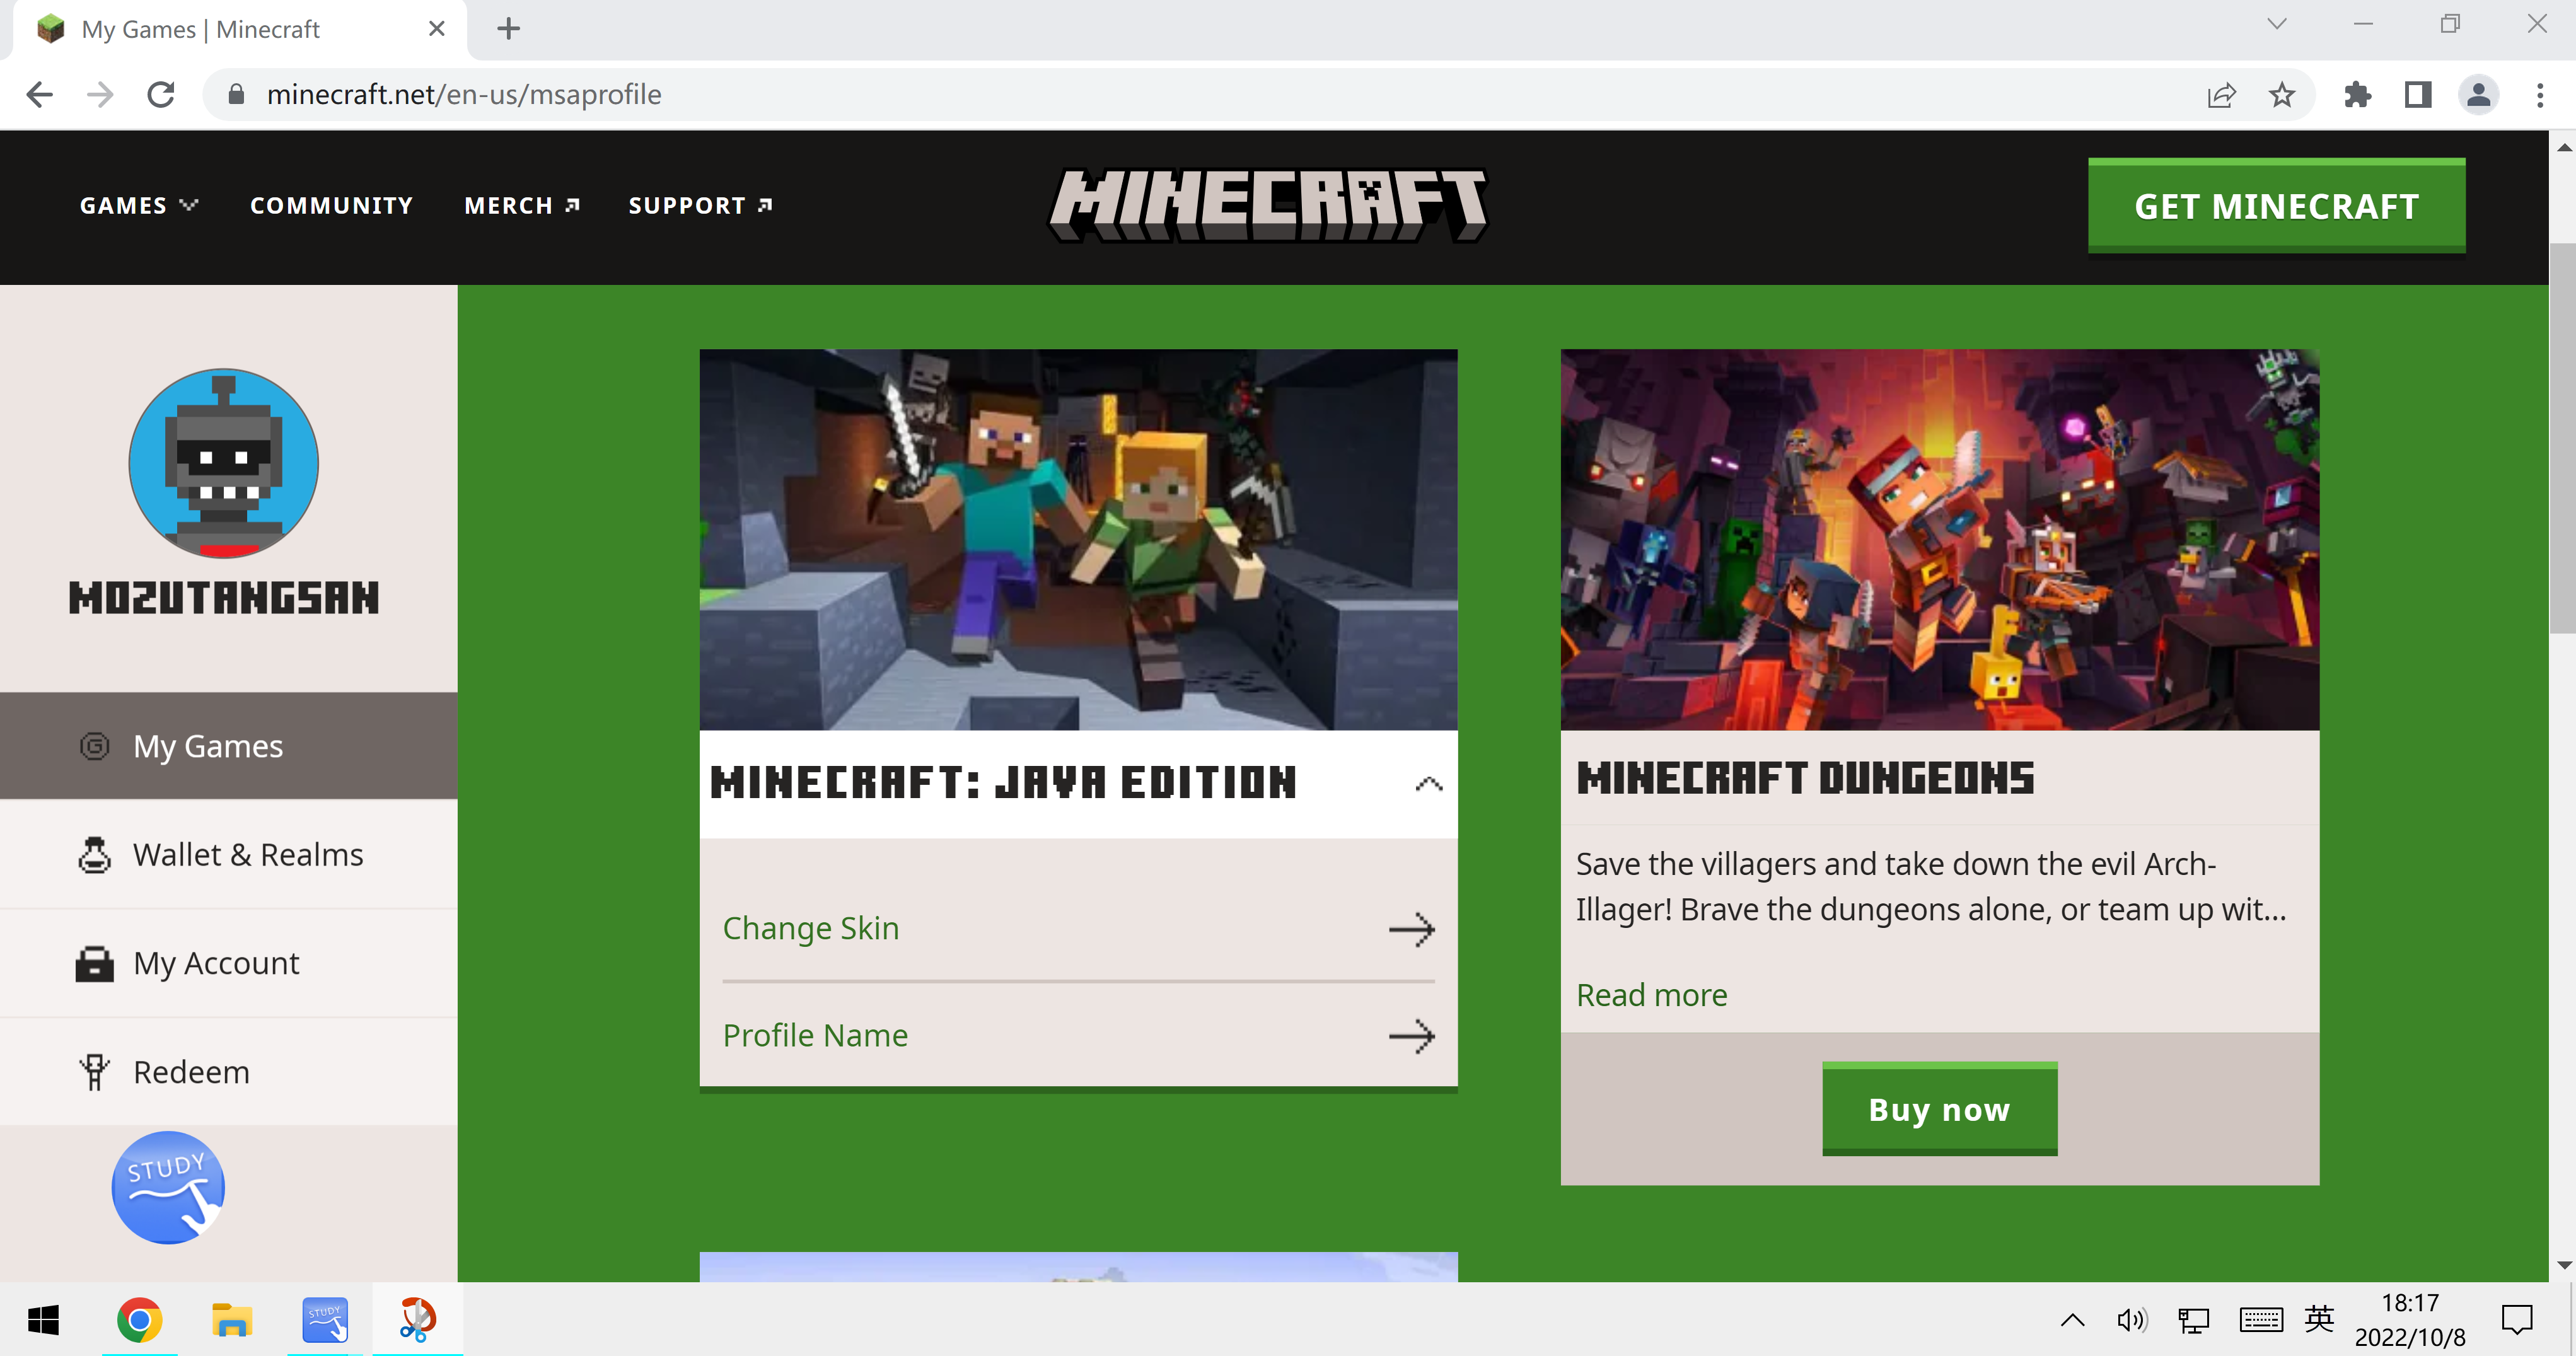 My Games | Minecraft
minecraft.net/en-us/msaprofile
GAMES COMMUNITY MERCH SUPPORT
MINECRAFT
GET MINECRAFT
MOZUTANGSAN
My Games
Wallet & Realms
My Account
Redeem
STUDY
MINECRAFT: JAVA EDITION
Change Skin
Profile Name
MINECRAFT DUNGEONS
Save the villagers and take down the evil Arch-
Illager! Brave the dungeons alone, or team up wit...
Read more
Buy now
STUDY
英
18:17
2022/10/8